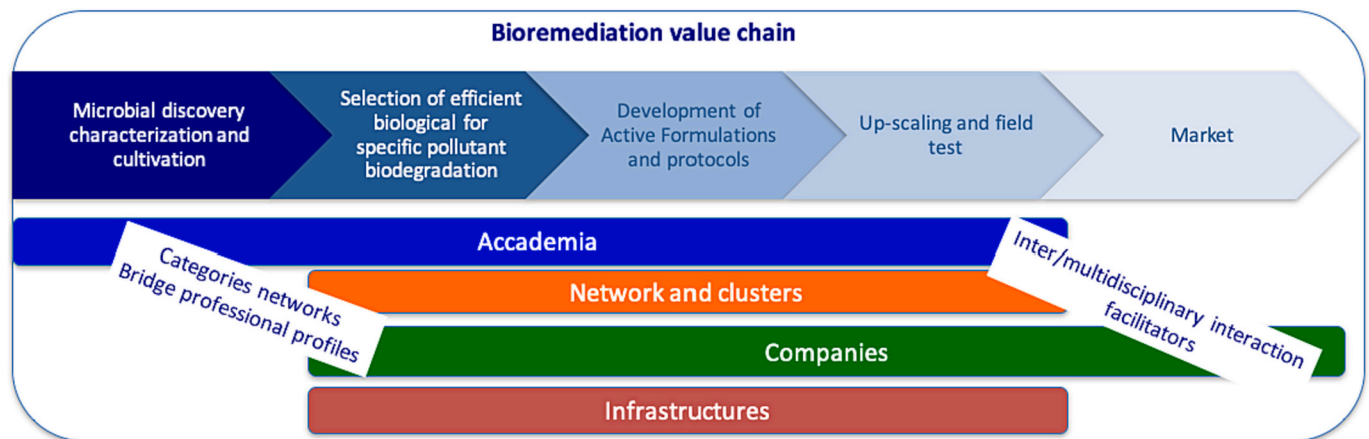 Bioremediation value chain
Microbial discovery
characterization and
cultivation
Selection of efficient
biological for
specific pollutant
biodegradation
Development of
Active Formulations
and protocols
Up-scaling and field
test
Market
Accademia
Categories networks
Bridge professional profiles
Inter/multidisciplinary interaction
facilitators
Network and clusters
Companies
Infrastructures